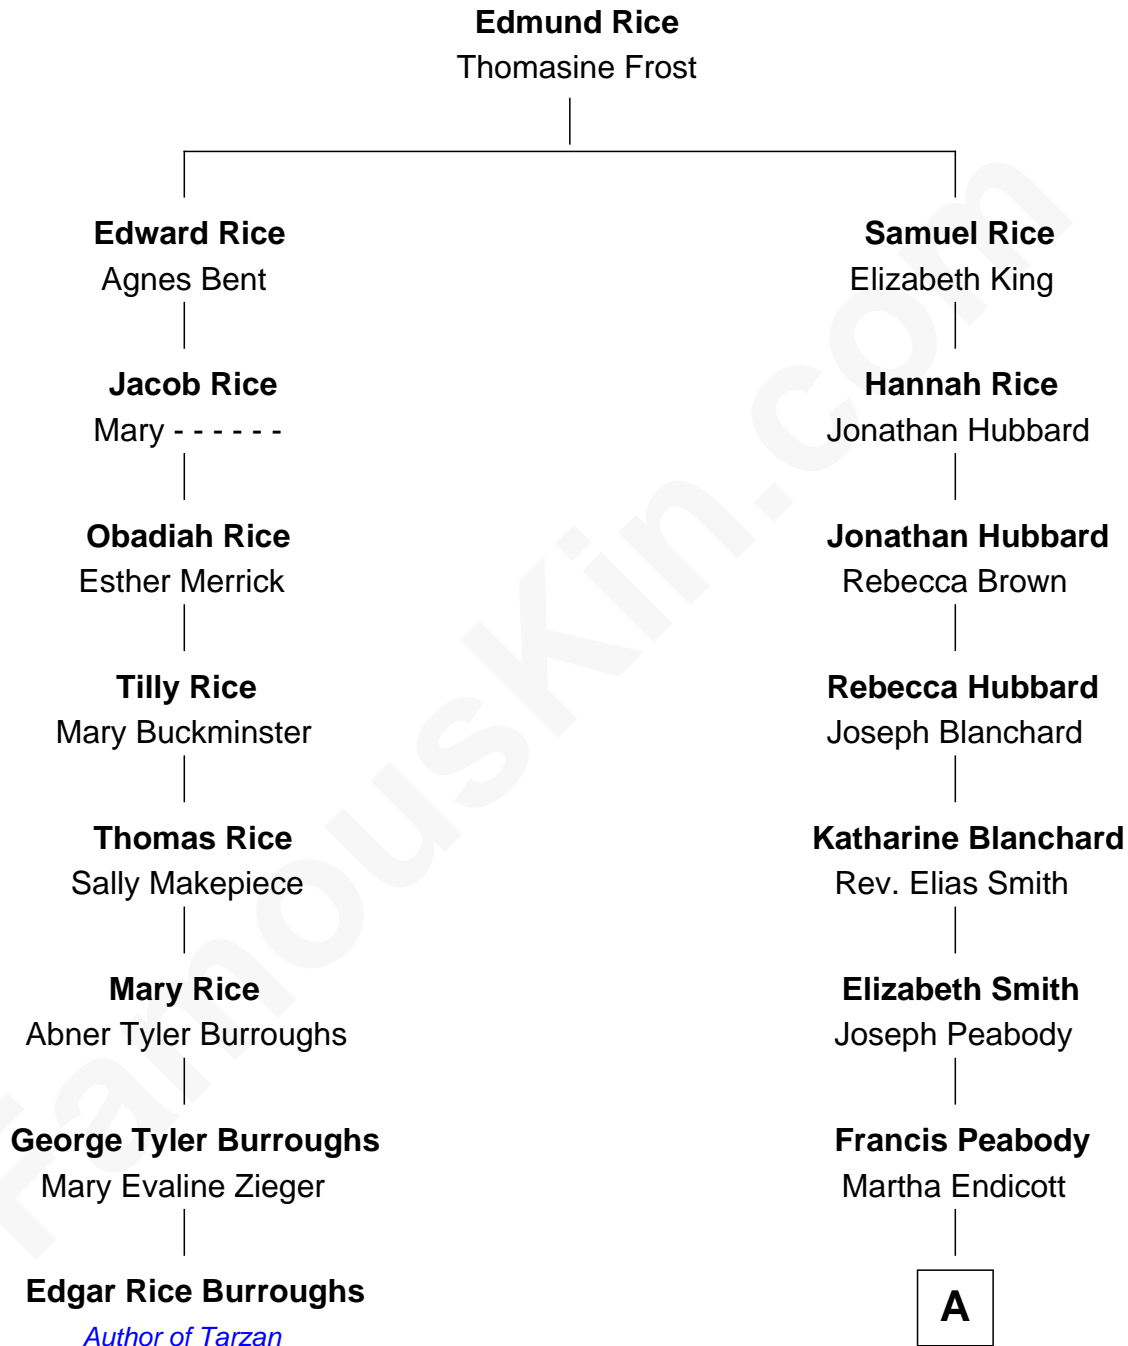 Edmund Rice
Thomasine Frost
Edward Rice
Agnes Bent
Samuel Rice
Elizabeth King
Jacob Rice
Mary - - - - - -
Hannah Rice
Jonathan Hubbard
Obadiah Rice
Esther Merrick
Jonathan Hubbard
Rebecca Brown
Tilly Rice
Mary Buckminster
Rebecca Hubbard
Joseph Blanchard
Thomas Rice
Sally Makepiece
Katharine Blanchard
Rev. Elias Smith
Mary Rice
Abner Tyler Burroughs
Elizabeth Smith
Joseph Peabody
George Tyler Burroughs
Mary Evaline Zieger
Francis Peabody
Martha Endicott
Edgar Rice Burroughs
Author of Tarzan
A
FamousKin.com